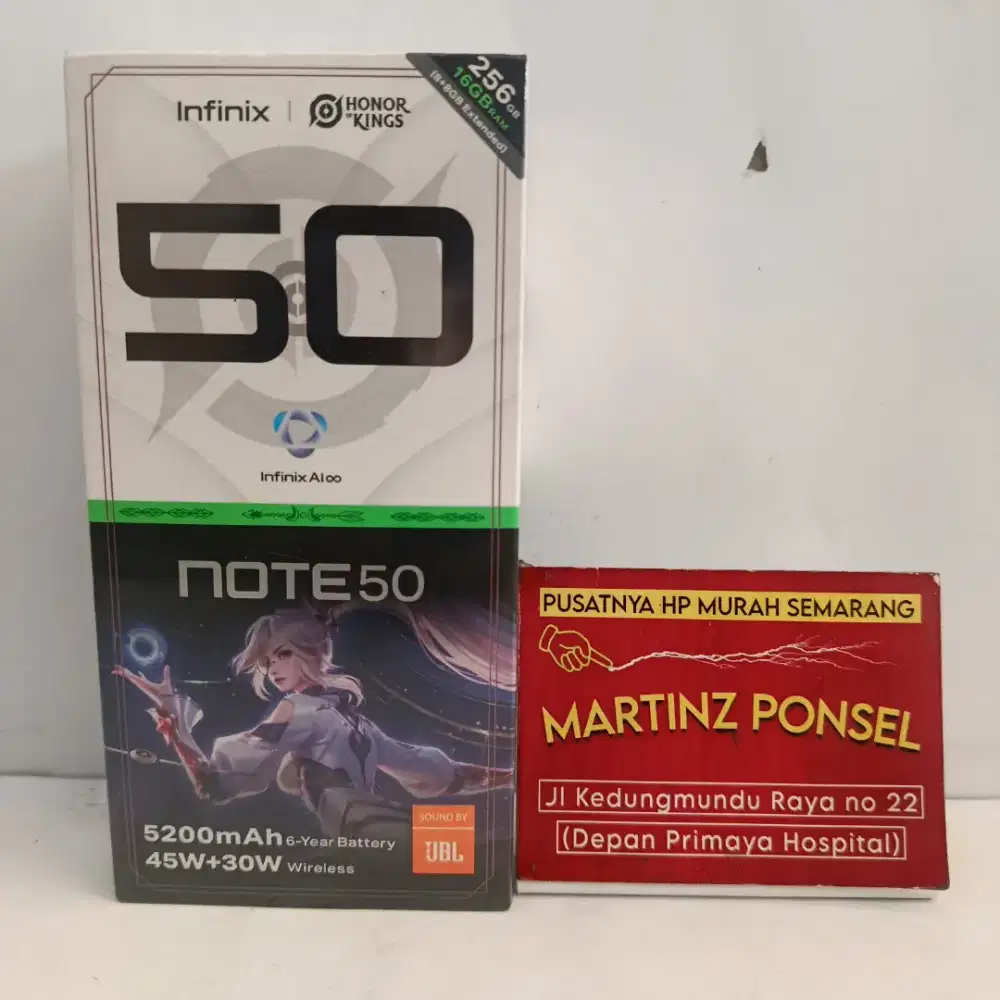 Infinix
HONOR
OF KINGS
256GB
16GB RAM
(8+8GB Extended)
50
Infinix AI∞
NOTE 50
5200mAh 6-Year Battery
45W+30W Wireless
SOUND BY
JBL
PUSATNYA HP MURAH SEMARANG
MARTINZ PONSEL
Jl Kedungmundu Raya no 22
(Depan Primaya Hospital)